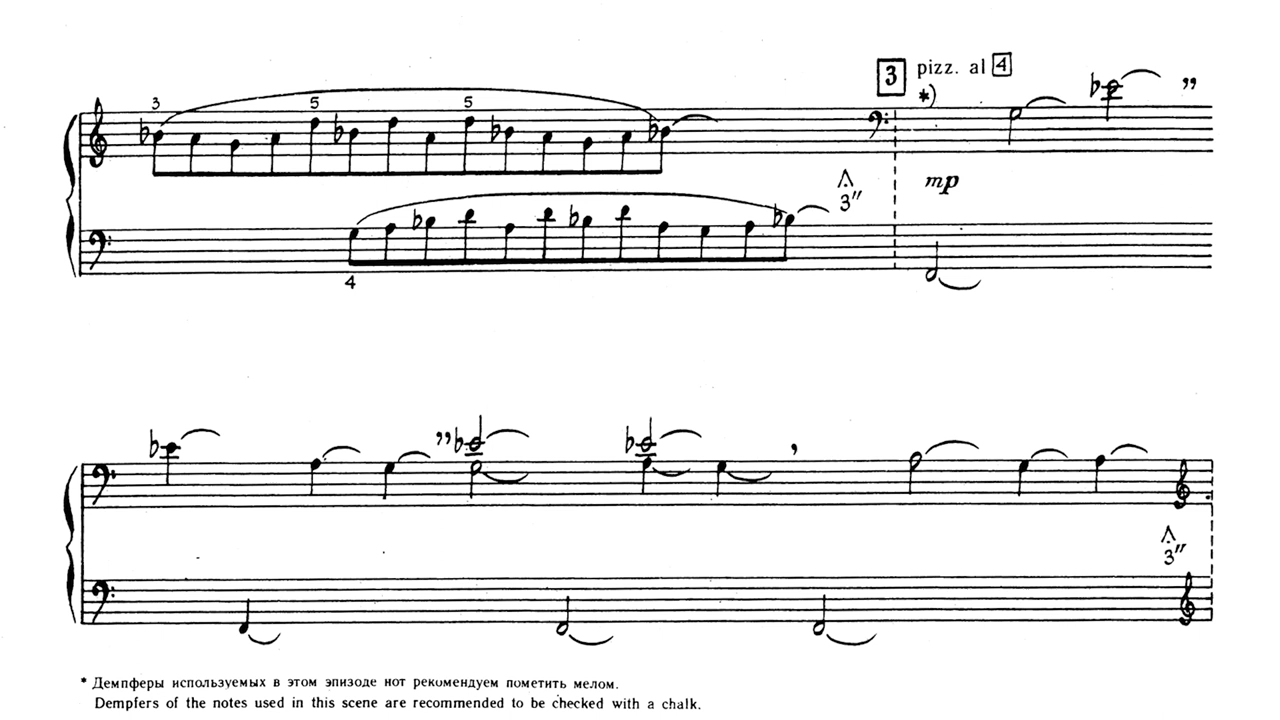 3 5 5
3 pizz. al 4
*)
mp
3"
4
3"
* Демпферы используемых в этом эпизоде нот рекомендуем пометить мелом.
Dempfers of the notes used in this scene are recommended to be checked with a chalk.